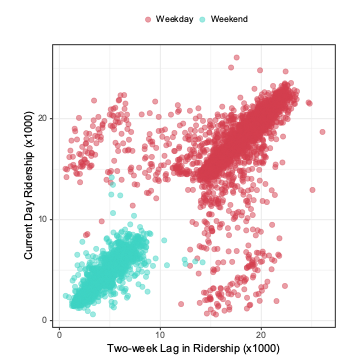 Weekday Weekend
Current Day Ridership (x1000)
20
10
0
0 10 20
Two-week Lag in Ridership (x1000)